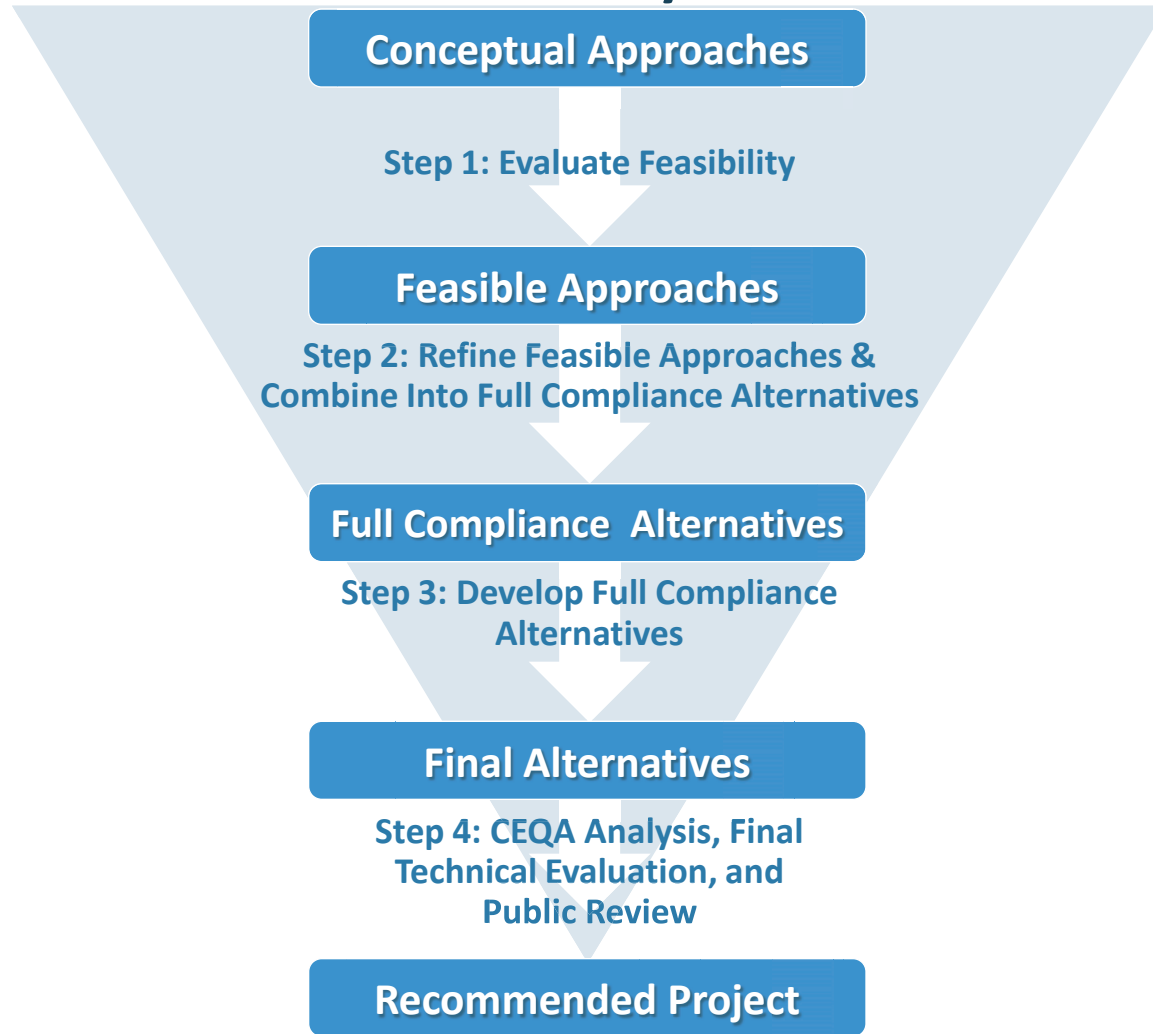 Conceptual Approaches
Step 1: Evaluate Feasibility
Feasible Approaches
Step 2: Refine Feasible Approaches &
Combine Into Full Compliance Alternatives
Full Compliance  Alternatives
Step 3: Develop Full Compliance
Alternatives
Final Alternatives
Step 4: CEQA Analysis, Final
Technical Evaluation, and
Public Review
Recommended Project